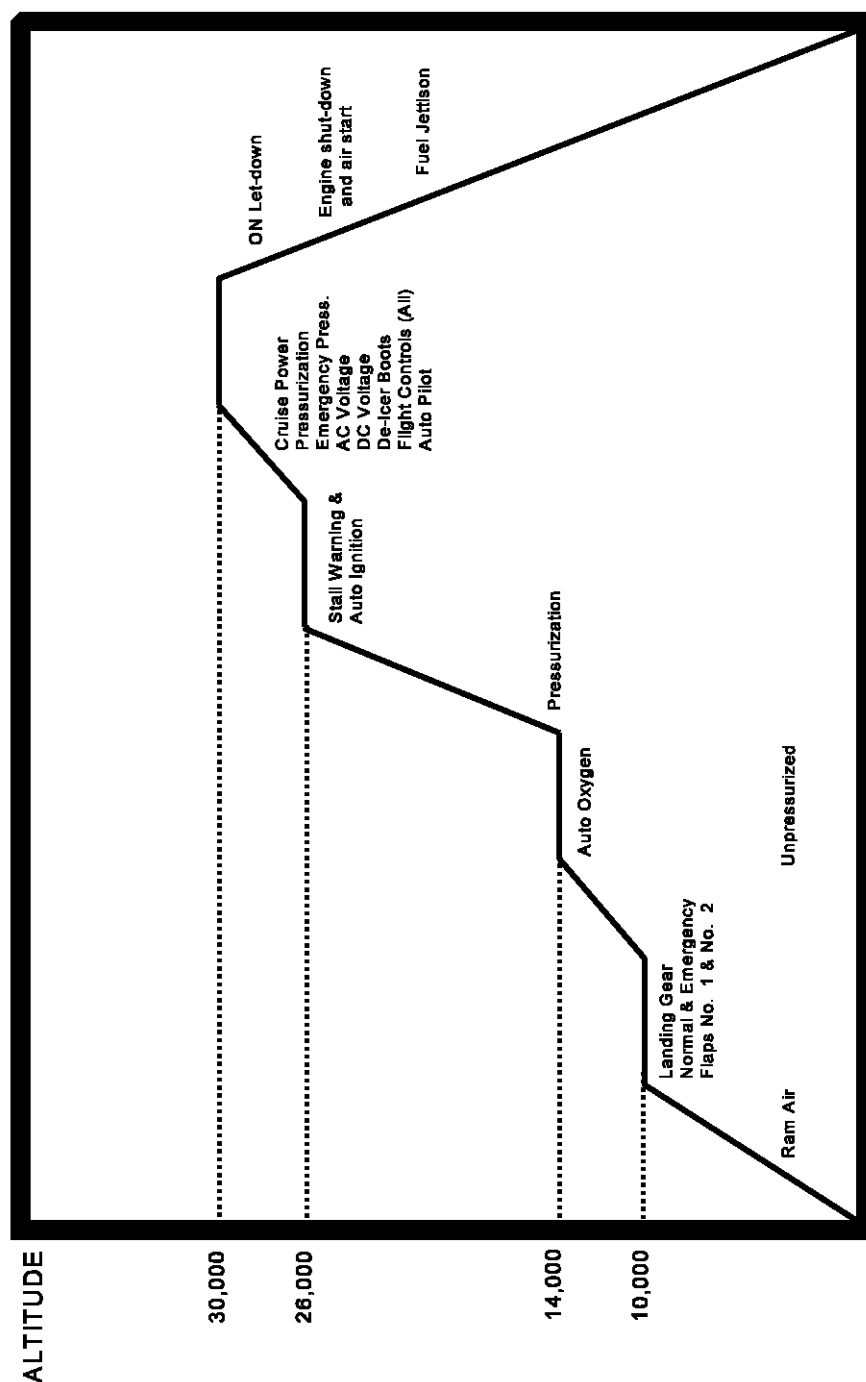 ALTITUDE
30,000
26,000
14,000
10,000
Ram Air
Landing Gear
Normal & Emergency
Flaps No. 1 & No. 2
Unpressurized
Auto Oxygen
Pressurization
Stall Warning &
Auto Ignition
Cruise Power
Pressurization
Emergency Press.
AC Voltage
DC Voltage
De-Icer Boots
Flight Controls (All)
Auto Pilot
ON Let-down
Engine shut-down
and air start
Fuel Jettison